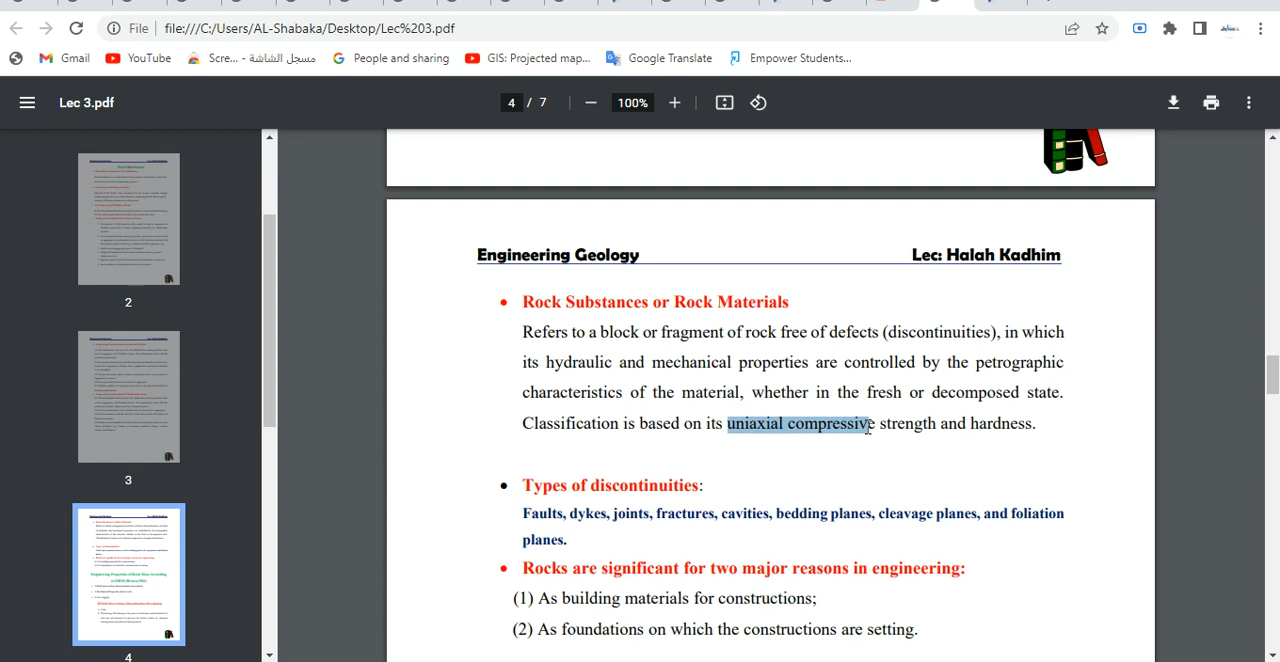 File | file:///C:/Users/AL-Shabaka/Desktop/Lec%203.pdf
Gmail YouTube Scre... - مسجل الشاشة People and sharing GIS: Projected map... Google Translate Empower Students...
Lec 3.pdf 4 / 7 100%
2
3
4
Engineering Geology Lec: Halah Kadhim
• Rock Substances or Rock Materials
Refers to a block or fragment of rock free of defects (discontinuities), in which
its hydraulic and mechanical properties are controlled by the petrographic
characteristics of the material, whether in the fresh or decomposed state.
Classification is based on its uniaxial compressive strength and hardness.
• Types of discontinuities:
Faults, dykes, joints, fractures, cavities, bedding planes, cleavage planes, and foliation
planes.
• Rocks are significant for two major reasons in engineering:
(1) As building materials for constructions;
(2) As foundations on which the constructions are setting.